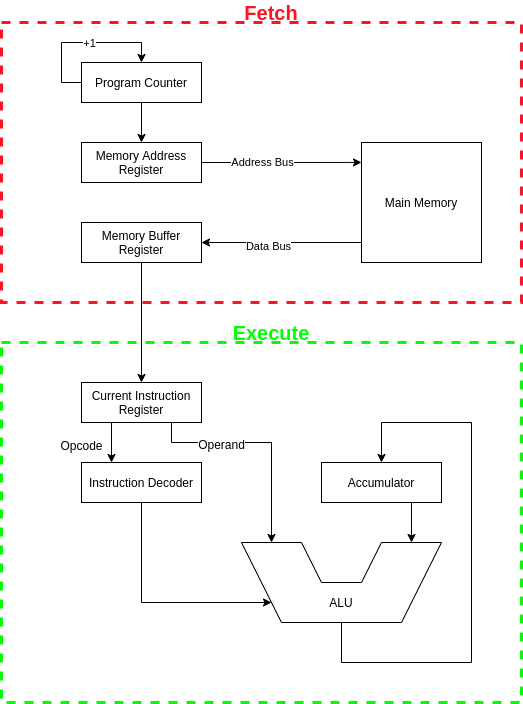 Fetch
+1
Program Counter
Memory Address
Register
Address Bus
Main Memory
Memory Buffer
Register
Data Bus
Execute
Current Instruction
Register
Opcode
Operand
Instruction Decoder
Accumulator
ALU